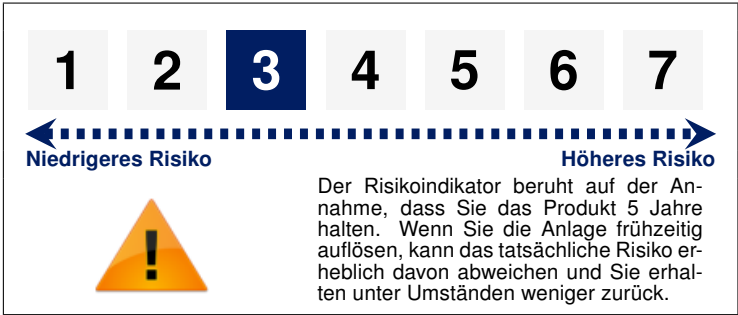 1 2 3 4 5 6 7
Niedrigeres Risiko Höheres Risiko
Der Risikoindikator beruht auf der An-
nahme, dass Sie das Produkt 5 Jahre
halten. Wenn Sie die Anlage frühzeitig
auflösen, kann das tatsächliche Risiko er-
heblich davon abweichen und Sie erhal-
ten unter Umständen weniger zurück.